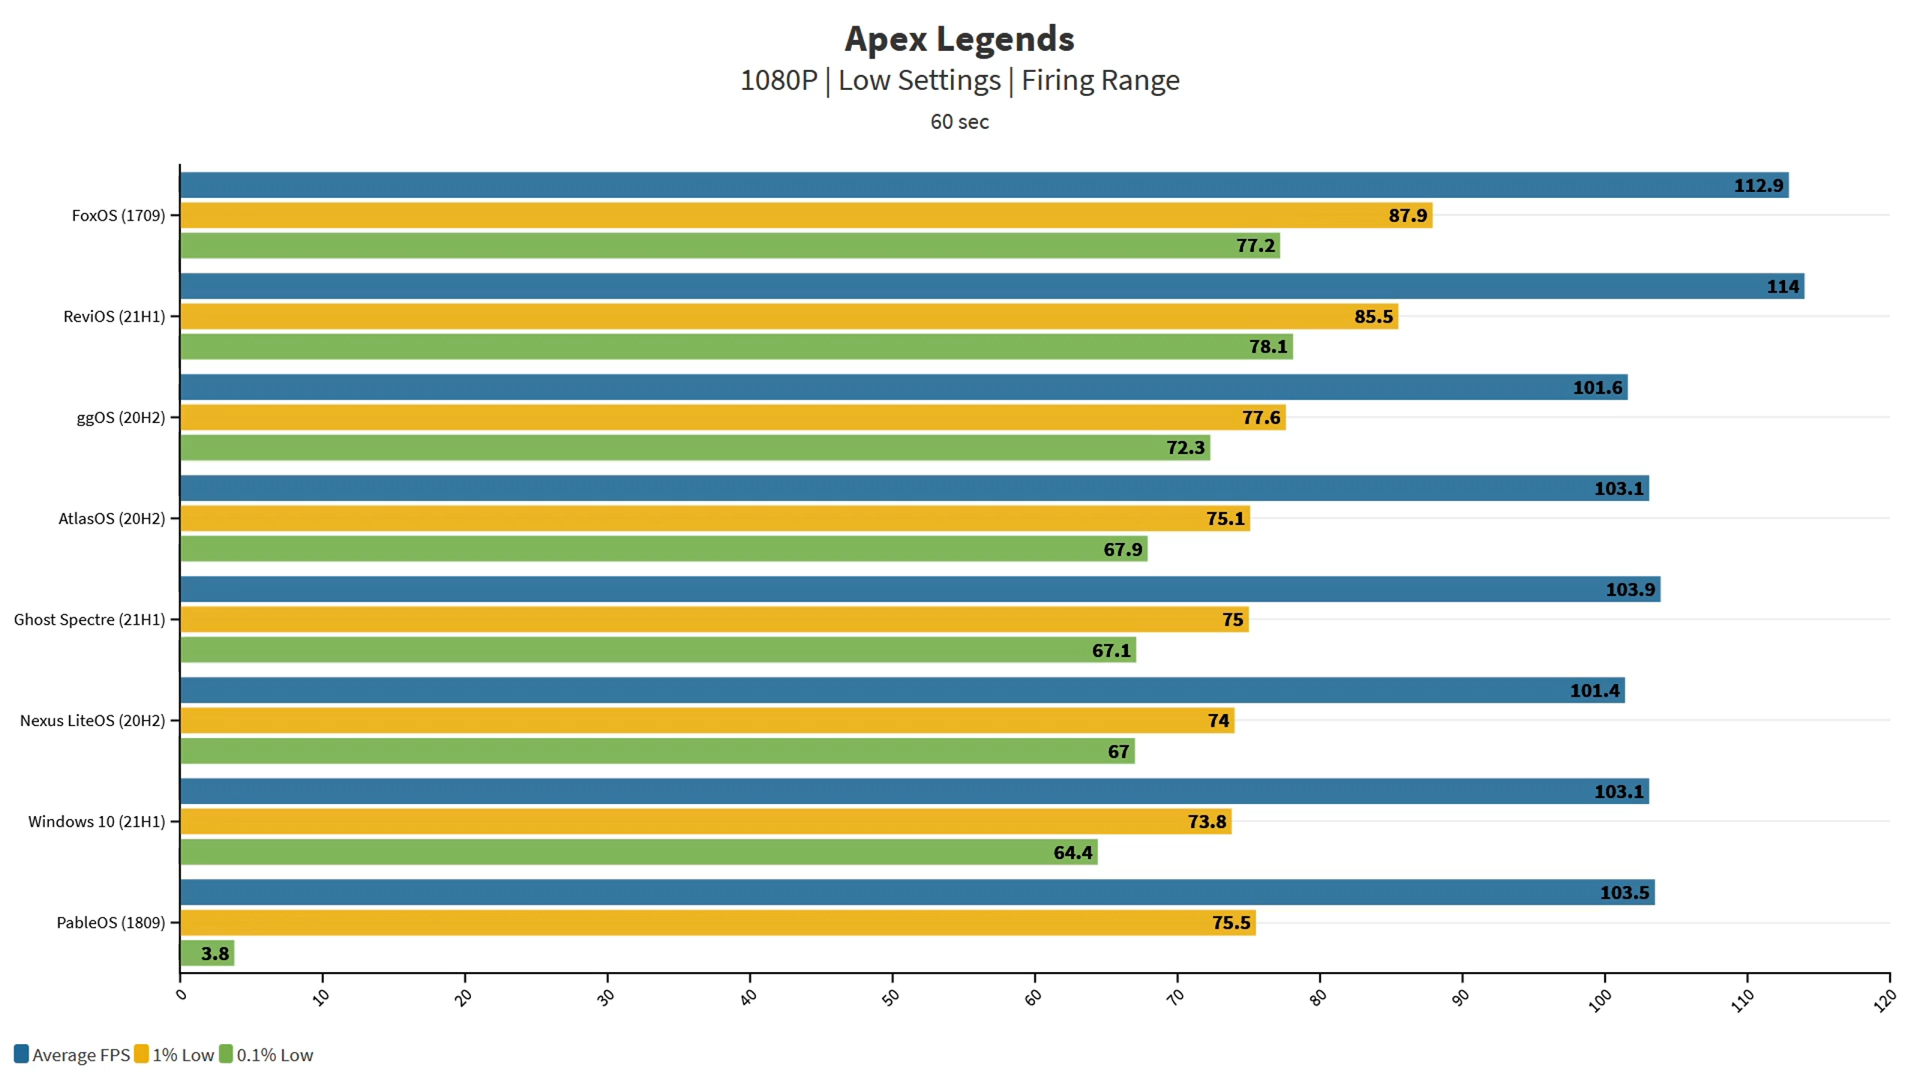 Apex Legends
1080P | Low Settings | Firing Range
60 sec
FoxOS (1709)
112.9
87.9
77.2
ReviOS (21H1)
114
85.5
78.1
ggOS (20H2)
101.6
77.6
72.3
AtlasOS (20H2)
103.1
75.1
67.9
Ghost Spectre (21H1)
103.9
75
67.1
Nexus LiteOS (20H2)
101.4
74
67
Windows 10 (21H1)
103.1
73.8
64.4
PableOS (1809)
103.5
75.5
3.8
0 10 20 30 40 50 60 70 80 90 100 110 120
Average FPS 1% Low 0.1% Low